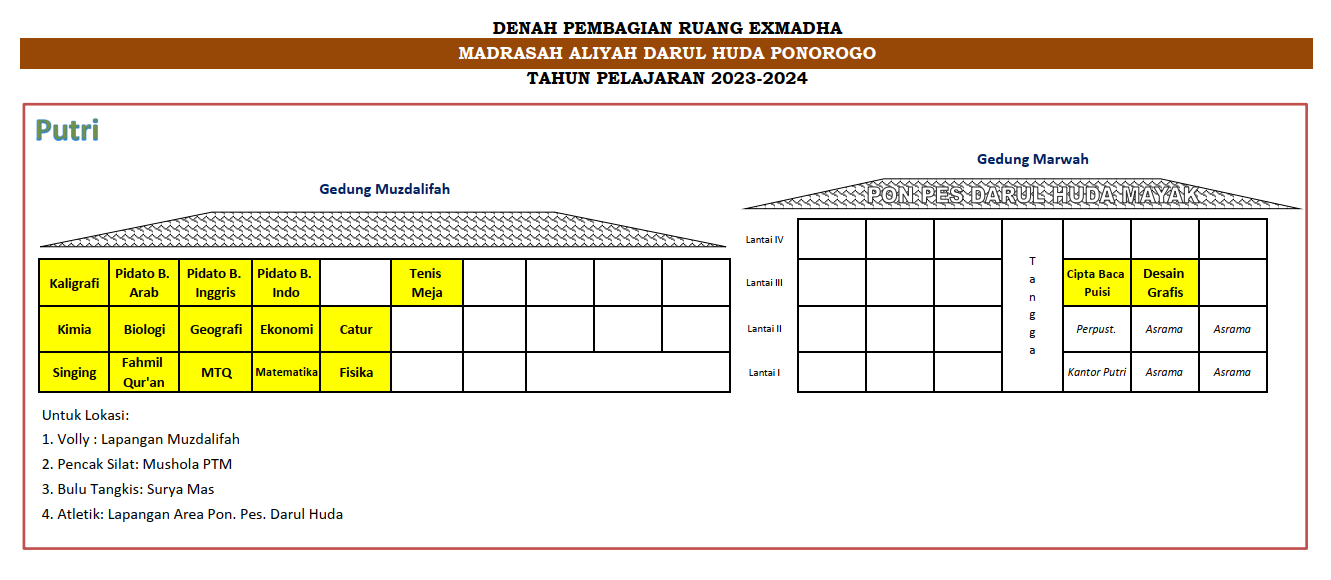 DENAH PEMBAGIAN RUANG EXMADHA
MADRASAH ALIYAH DARUL HUDA PONOROGO
TAHUN PELAJARAN 2023-2024
Putri
Gedung Muzdalifah
Kaligrafi
Pidato B.
Arab
Pidato B.
Inggris
Pidato B.
Indo
Tenis
Meja
Kimia
Biologi
Geografi
Ekonomi
Catur
Singing
Fahmil
Qur'an
MTQ
Matematika
Fisika
Gedung Marwah
PON PES DARUL HUDA MAYAK
Lantai IV
Lantai III
Lantai II
Lantai I
Tangga
Cipta Baca
Puisi
Desain
Grafis
Perpust.
Asrama
Asrama
Kantor Putri
Asrama
Asrama
Untuk Lokasi:
1. Volly : Lapangan Muzdalifah
2. Pencak Silat: Mushola PTM
3. Bulu Tangkis: Surya Mas
4. Atletik: Lapangan Area Pon. Pes. Darul Huda